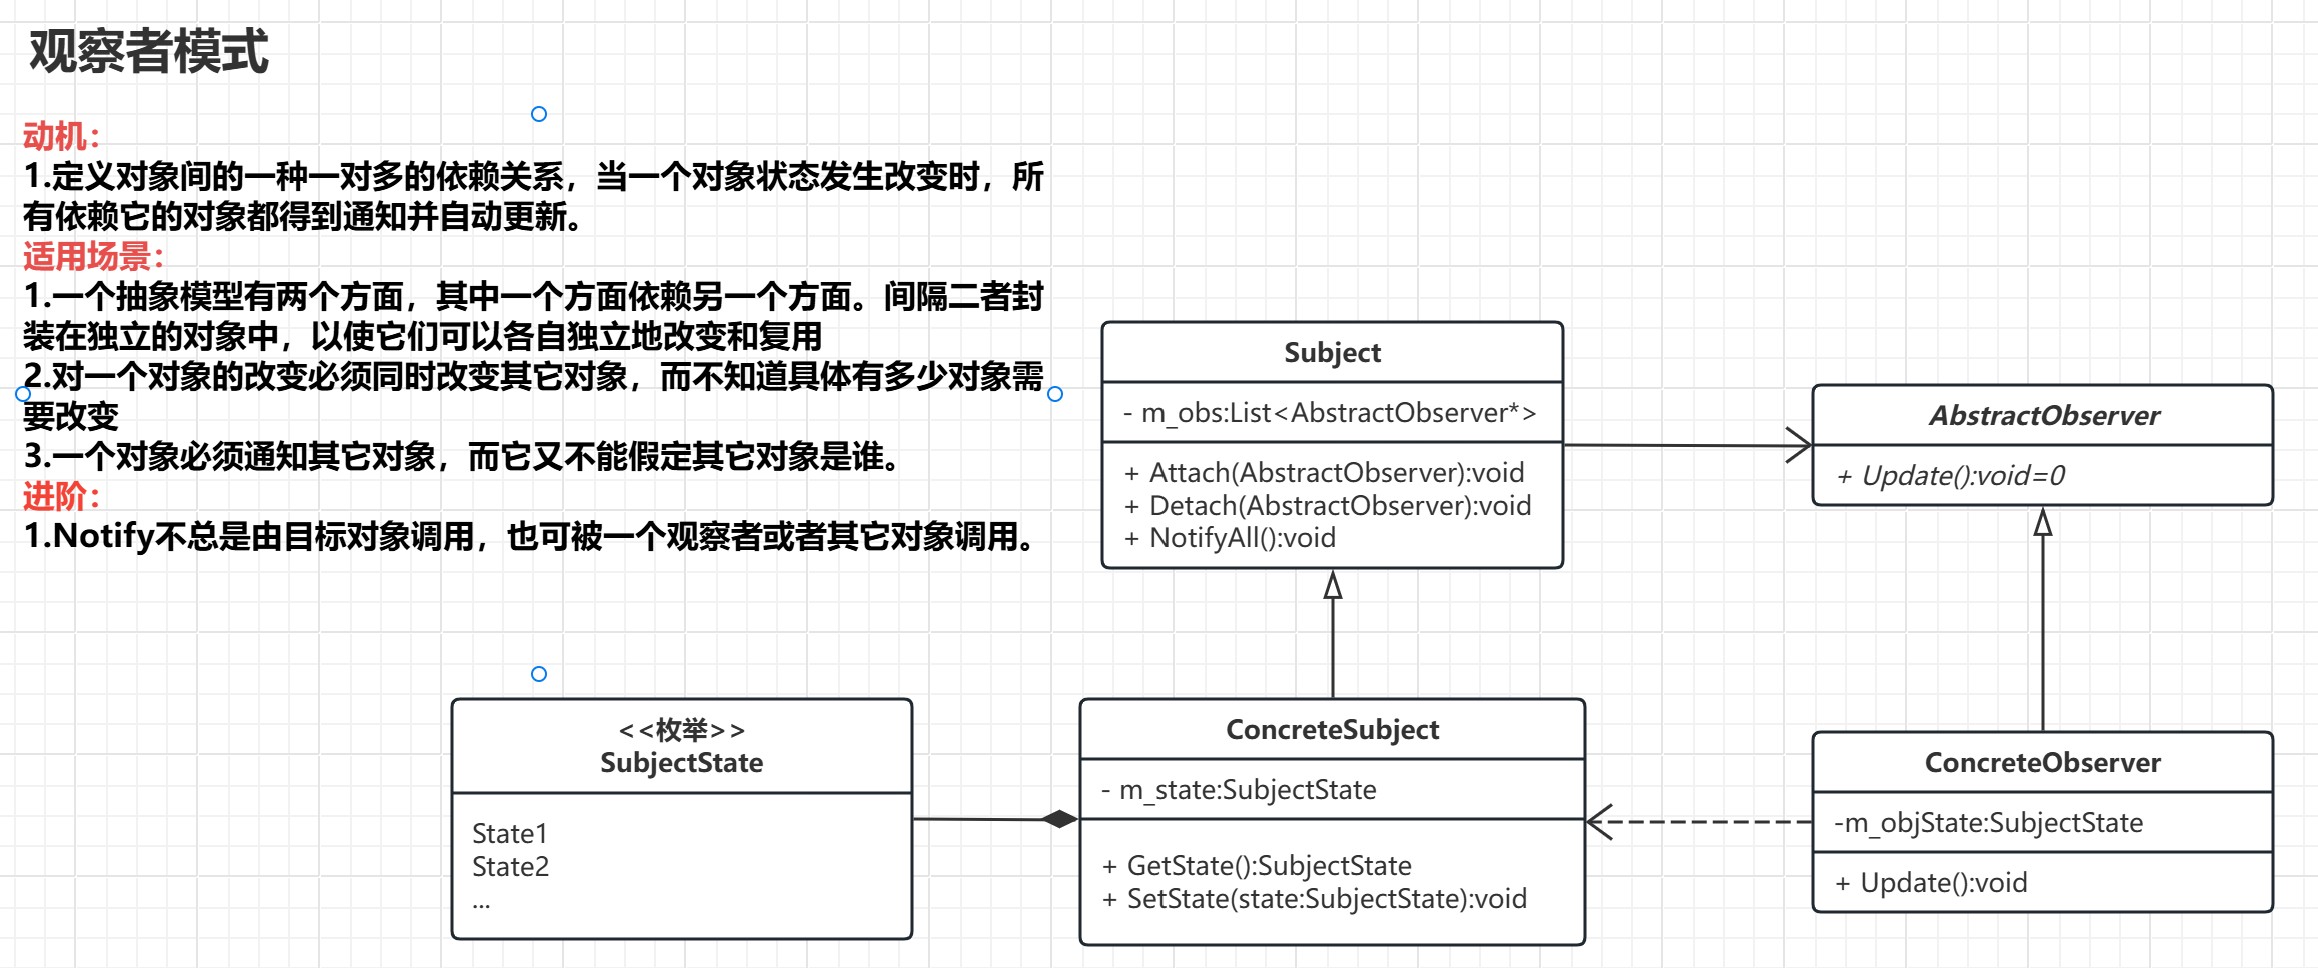 观察者模式
动机：
1.定义对象间的一种一对多的依赖关系，当一个对象状态发生改变时，所
有依赖它的对象都得到通知并自动更新。
适用场景：
1.一个抽象模型有两个方面，其中一个方面依赖另一个方面。间隔二者封
装在独立的对象中，以使它们可以各自独立地改变和复用
2.对一个对象的改变必须同时改变其它对象，而不知道具体有多少对象需
要改变
3.一个对象必须通知其它对象，而它又不能假定其它对象是谁。
进阶：
1.Notify不总是由目标对象调用，也可被一个观察者或者其它对象调用。
Subject
- m_obs:List<AbstractObserver*>
+ Attach(AbstractObserver):void
+ Detach(AbstractObserver):void
+ NotifyAll():void
AbstractObserver
+ Update():void=0
<<枚举>>
SubjectState
State1
State2
...
ConcreteSubject
- m_state:SubjectState
+ GetState():SubjectState
+ SetState(state:SubjectState):void
ConcreteObserver
-m_objState:SubjectState
+ Update():void